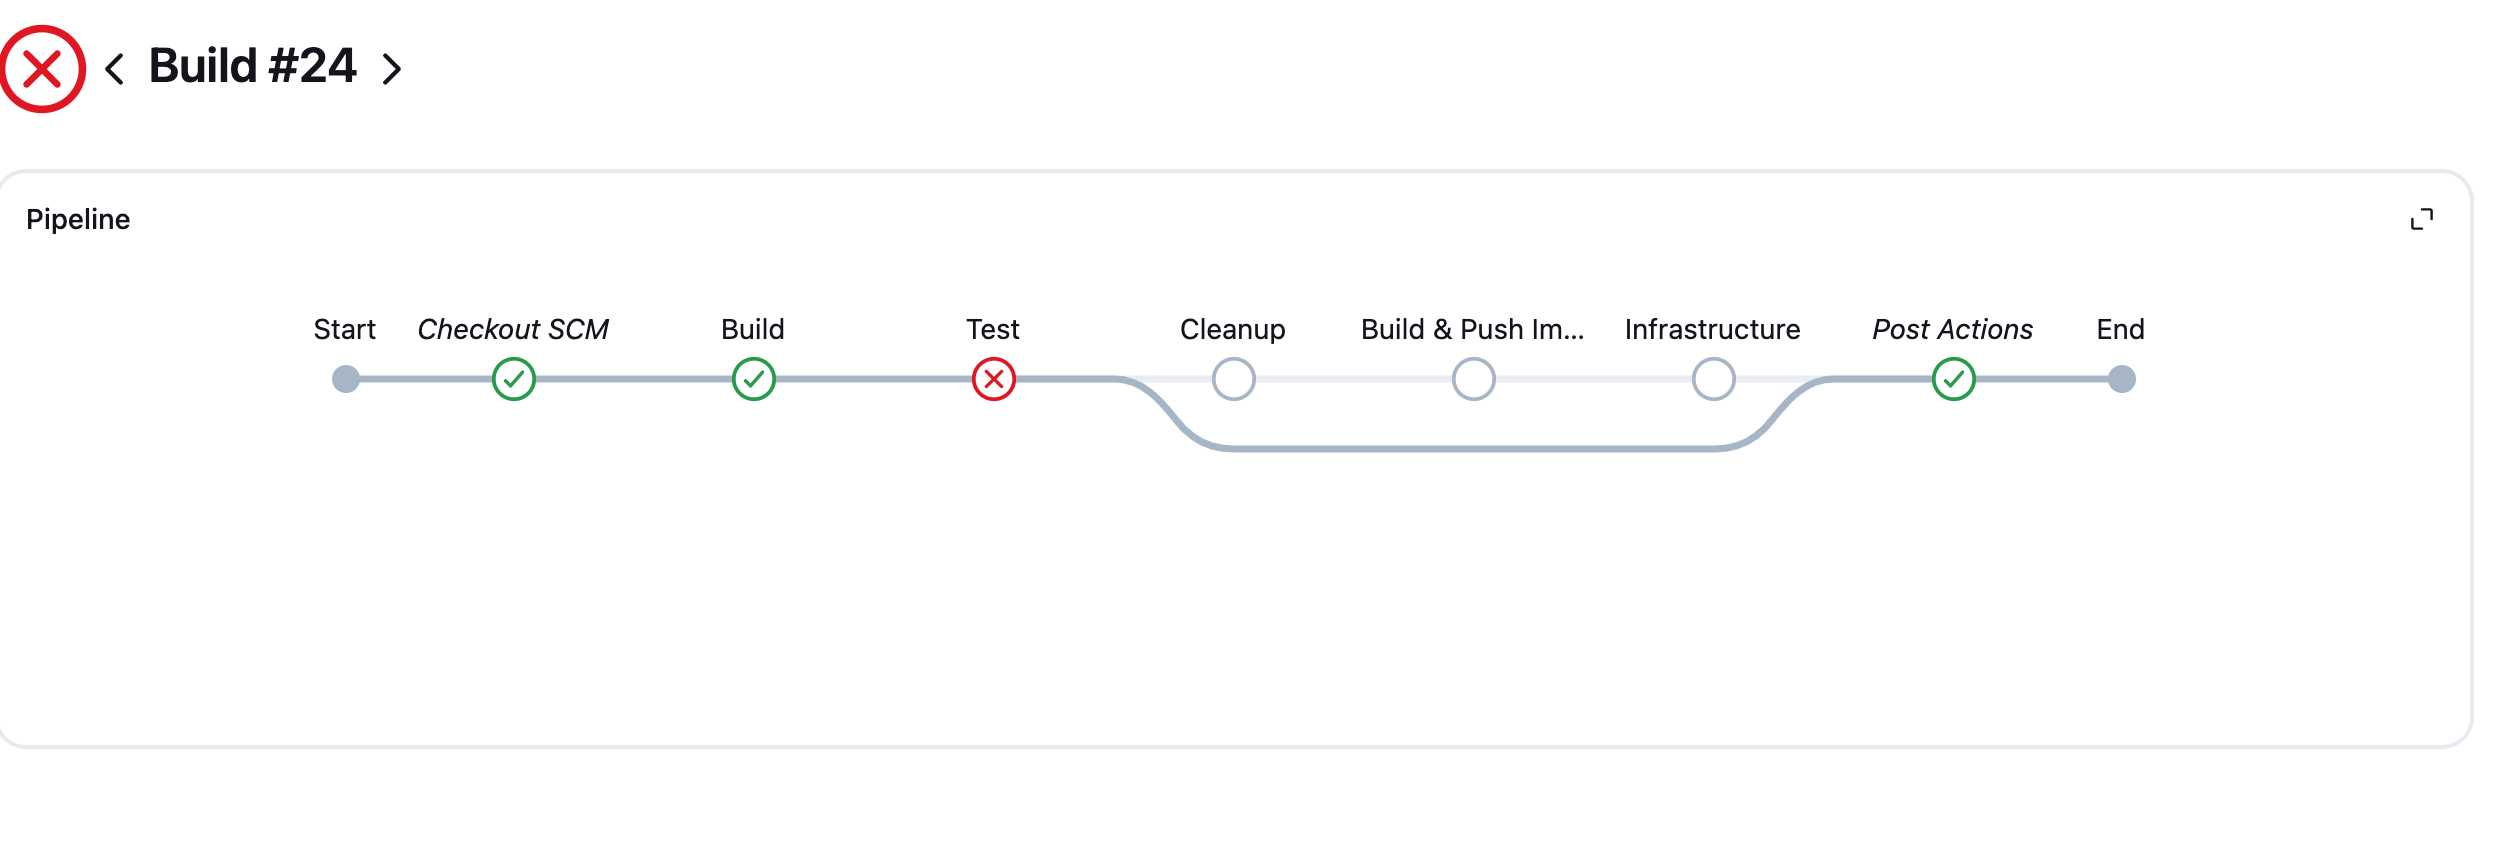 Build #24
Pipeline
Start Checkout SCM Build Test Cleanup Build & Push Im... Infrastructure Post Actions End